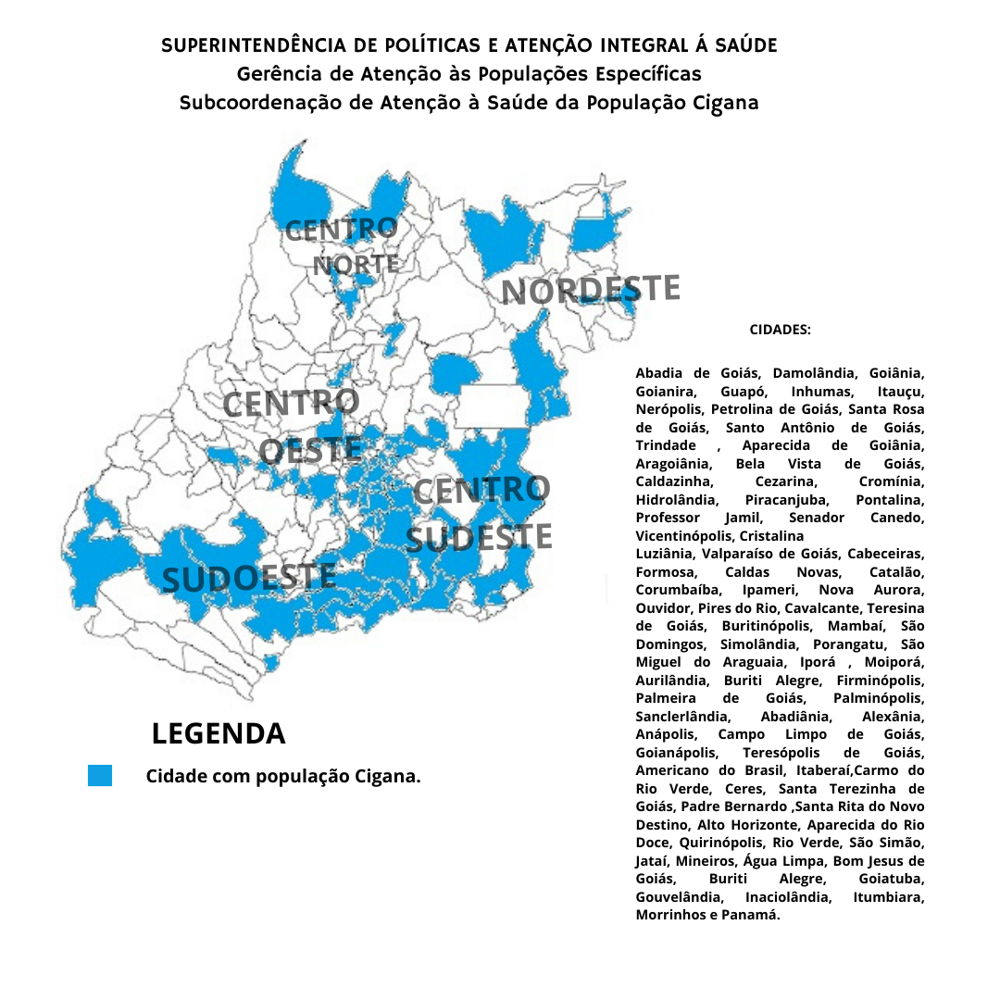 SUPERINTENDÊNCIA DE POLÍTICAS E ATENÇÃO INTEGRAL Á SAÚDE
Gerência de Atenção às Populações Específicas
Subcoordenação de Atenção à Saúde da População Cigana
CENTRO
NORTE
NORDESTE
CENTRO
OESTE
CENTRO
SUDESTE
SUDOESTE
LEGENDA
Cidade com população Cigana.
CIDADES:
Abadia de Goiás, Damolândia, Goiânia,
Goianira, Guapó, Inhumas, Itauçu,
Nerópolis, Petrolina de Goiás, Santa Rosa
de Goiás, Santo Antônio de Goiás,
Trindade , Aparecida de Goiânia,
Aragoiânia, Bela Vista de Goiás,
Caldazinha, Cezarina, Cromínia,
Hidrolândia, Piracanjuba, Pontalina,
Professor Jamil, Senador Canedo,
Vicentinópolis, Cristalina
Luziânia, Valparaíso de Goiás, Cabeceiras,
Formosa, Caldas Novas, Catalão,
Corumbaíba, Ipameri, Nova Aurora,
Ouvidor, Pires do Rio, Cavalcante, Teresina
de Goiás, Buritinópolis, Mambaí, São
Domingos, Simolândia, Porangatu, São
Miguel do Araguaia, Iporá , Moiporá,
Aurilândia, Buriti Alegre, Firminópolis,
Palmeira de Goiás, Palminópolis,
Sanclerlândia, Abadiânia, Alexânia,
Anápolis, Campo Limpo de Goiás,
Goianápolis, Teresópolis de Goiás,
Americano do Brasil, Itaberaí,Carmo do
Rio Verde, Ceres, Santa Terezinha de
Goiás, Padre Bernardo ,Santa Rita do Novo
Destino, Alto Horizonte, Aparecida do Rio
Doce, Quirinópolis, Rio Verde, São Simão,
Jataí, Mineiros, Água Limpa, Bom Jesus de
Goiás, Buriti Alegre, Goiatuba,
Gouvelândia, Inaciolândia, Itumbiara,
Morrinhos e Panamá.